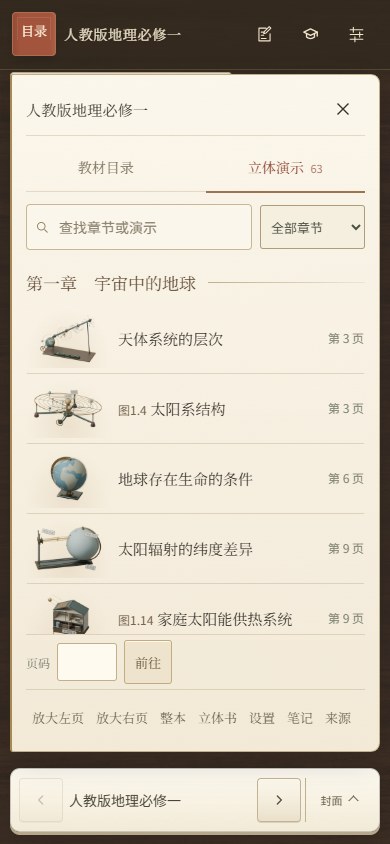 目录 人教版地理必修一
人教版地理必修一
教材目录 立体演示 63
查找章节或演示 全部章节
第一章 宇宙中的地球
天体系统的层次 第 3 页
图1.4 太阳系结构 第 3 页
地球存在生命的条件 第 6 页
太阳辐射的纬度差异 第 9 页
图1.14 家庭太阳能供热系统 第 9 页
页码 前往
放大左页 放大右页 整本 立体书 设置 笔记 来源
人教版地理必修一 封面